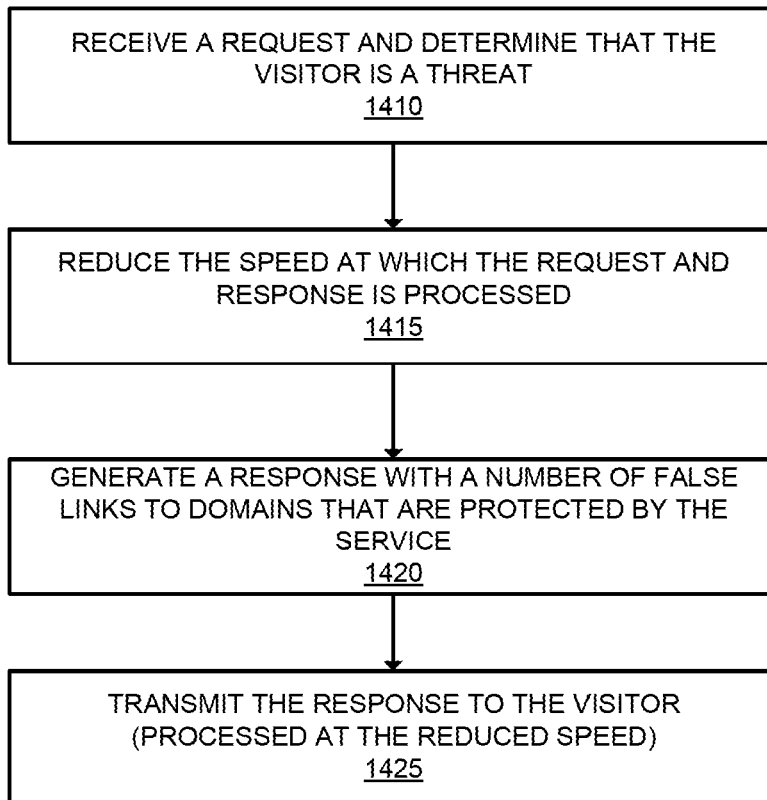 RECEIVE A REQUEST AND DETERMINE THAT THE
VISITOR IS A THREAT
1410
REDUCE THE SPEED AT WHICH THE REQUEST AND
RESPONSE IS PROCESSED
1415
GENERATE A RESPONSE WITH A NUMBER OF FALSE
LINKS TO DOMAINS THAT ARE PROTECTED BY THE
SERVICE
1420
TRANSMIT THE RESPONSE TO THE VISITOR
(PROCESSED AT THE REDUCED SPEED)
1425